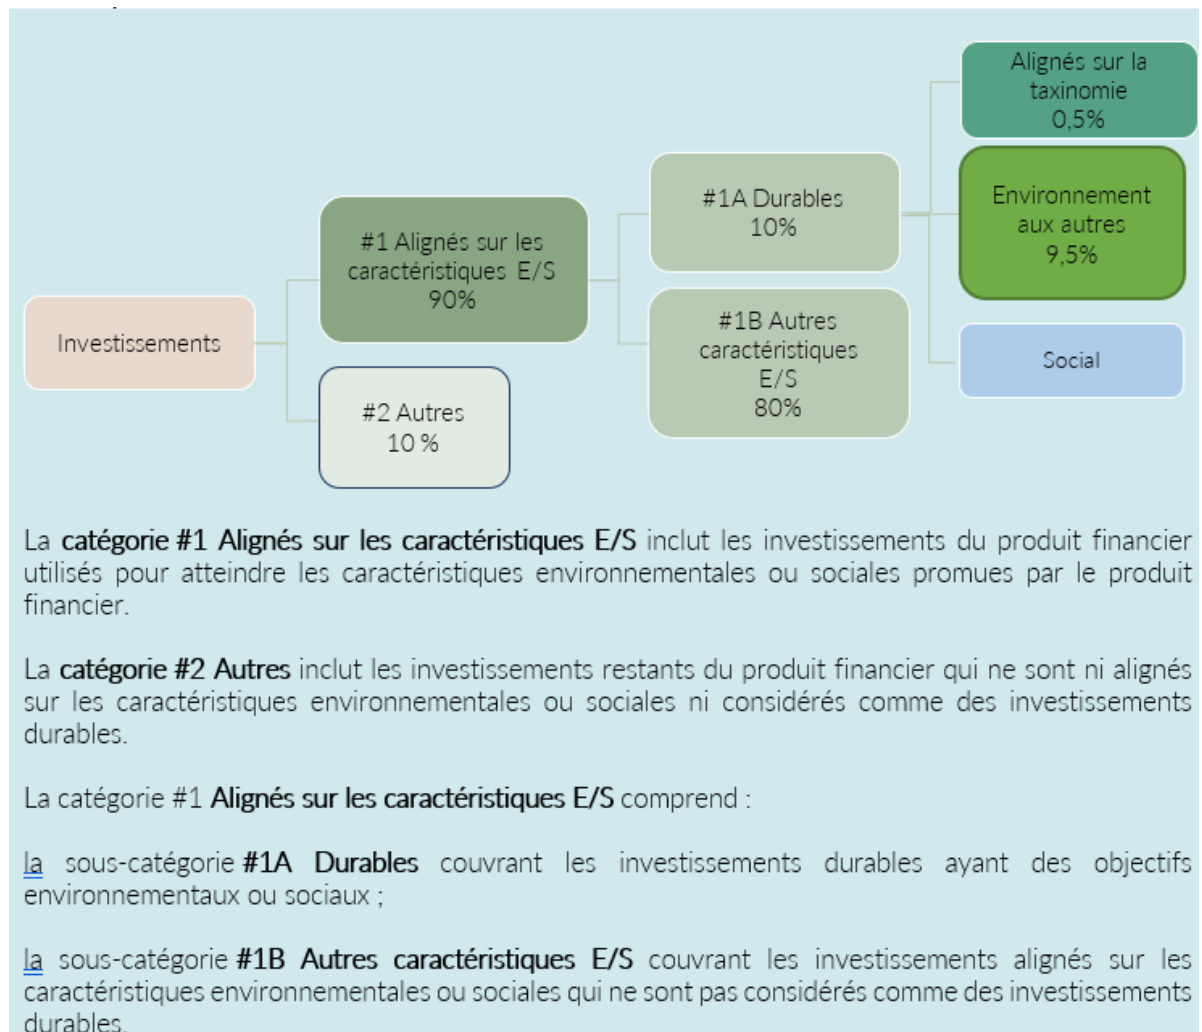 Investissements
#1 Alignés sur les
caractéristiques E/S
90%
#2 Autres
10 %
#1A Durables
10%
#1B Autres
caractéristiques
E/S
80%
Alignés sur la
taxinomie
0,5%
Environnement
aux autres
9,5%
Social
La catégorie #1 Alignés sur les caractéristiques E/S inclut les investissements du produit financier
utilisés pour atteindre les caractéristiques environnementales ou sociales promues par le produit
financier.
La catégorie #2 Autres inclut les investissements restants du produit financier qui ne sont ni alignés
sur les caractéristiques environnementales ou sociales ni considérés comme des investissements
durables.
La catégorie #1 Alignés sur les caractéristiques E/S comprend :
la sous-catégorie #1A Durables couvrant les investissements durables ayant des objectifs
environnementaux ou sociaux ;
la sous-catégorie #1B Autres caractéristiques E/S couvrant les investissements alignés sur les
caractéristiques environnementales ou sociales qui ne sont pas considérés comme des investissements
durables.